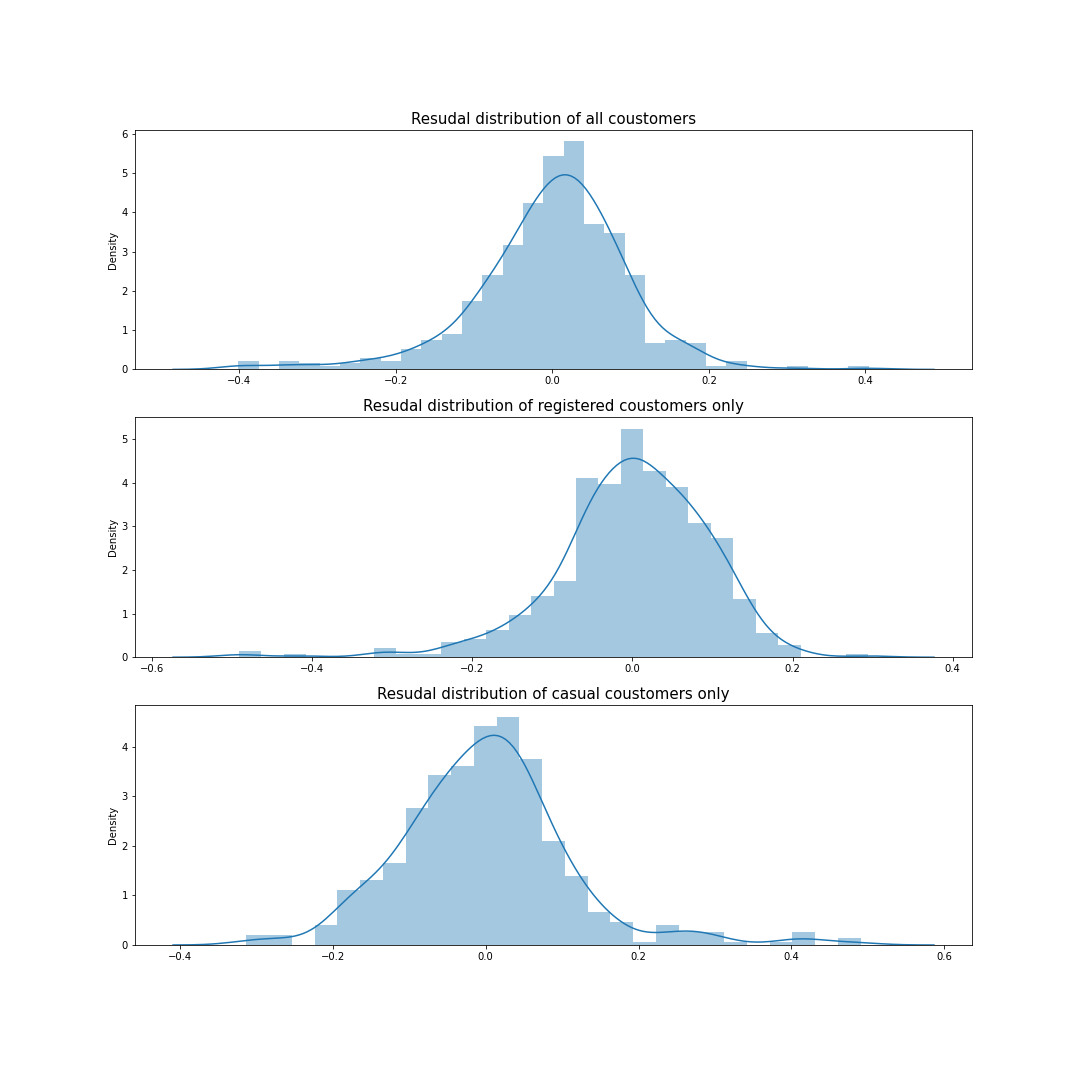 Resudal distribution of all coustomers
6
5
4
3
2
1
0
Density
−0.4 −0.2 0.0 0.2 0.4
Resudal distribution of registered coustomers only
5
4
3
2
1
0
Density
−0.6 −0.4 −0.2 0.0 0.2 0.4
Resudal distribution of casual coustomers only
4
3
2
1
0
Density
−0.4 −0.2 0.0 0.2 0.4 0.6